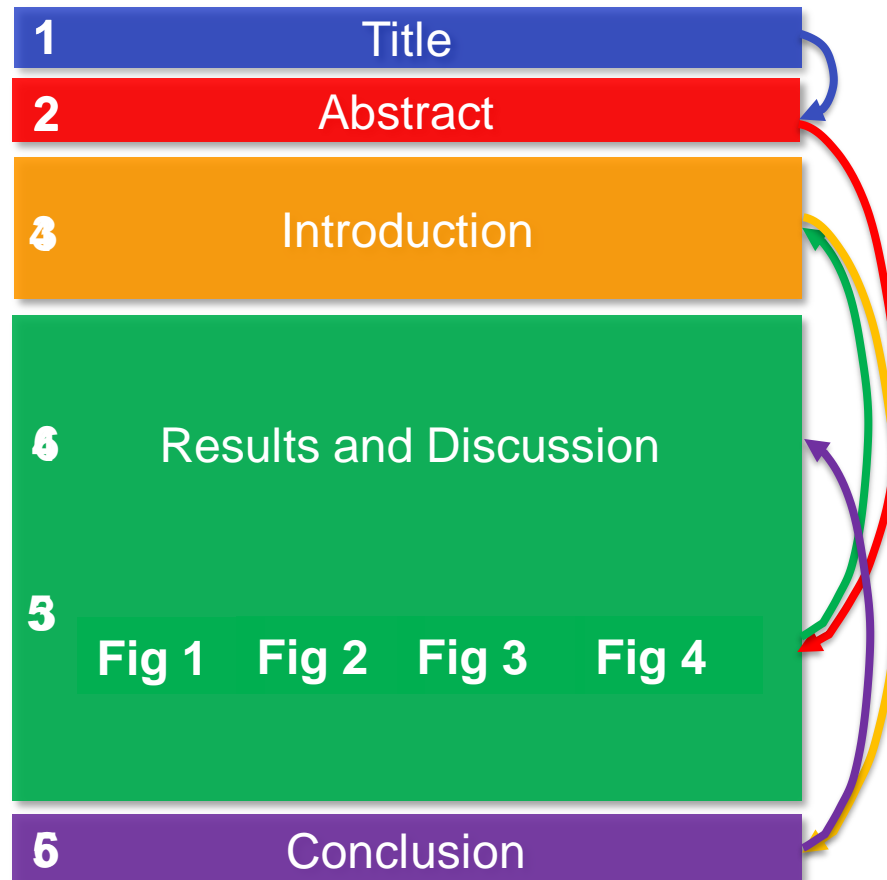 1 Title
2 Abstract
Introduction
Results and Discussion
Fig 1 Fig 2 Fig 3 Fig 4
Conclusion